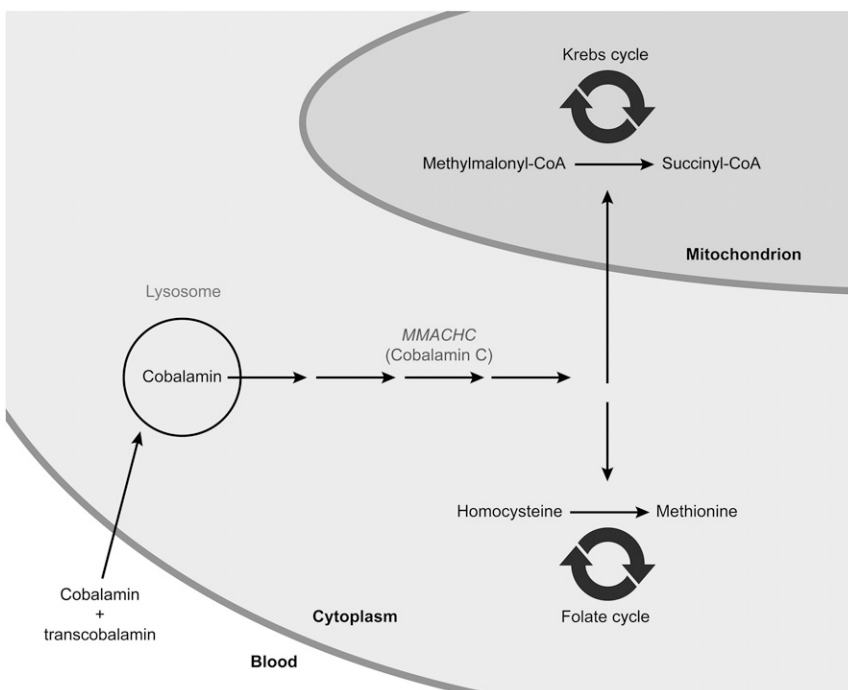 Krebs cycle
Methylmalonyl-CoA
Succinyl-CoA
Mitochondrion
Lysosome
MMACHC
(Cobalamin C)
Cobalamin
Homocysteine
Methionine
Folate cycle
Cobalamin
+
transcobalamin
Cytoplasm
Blood